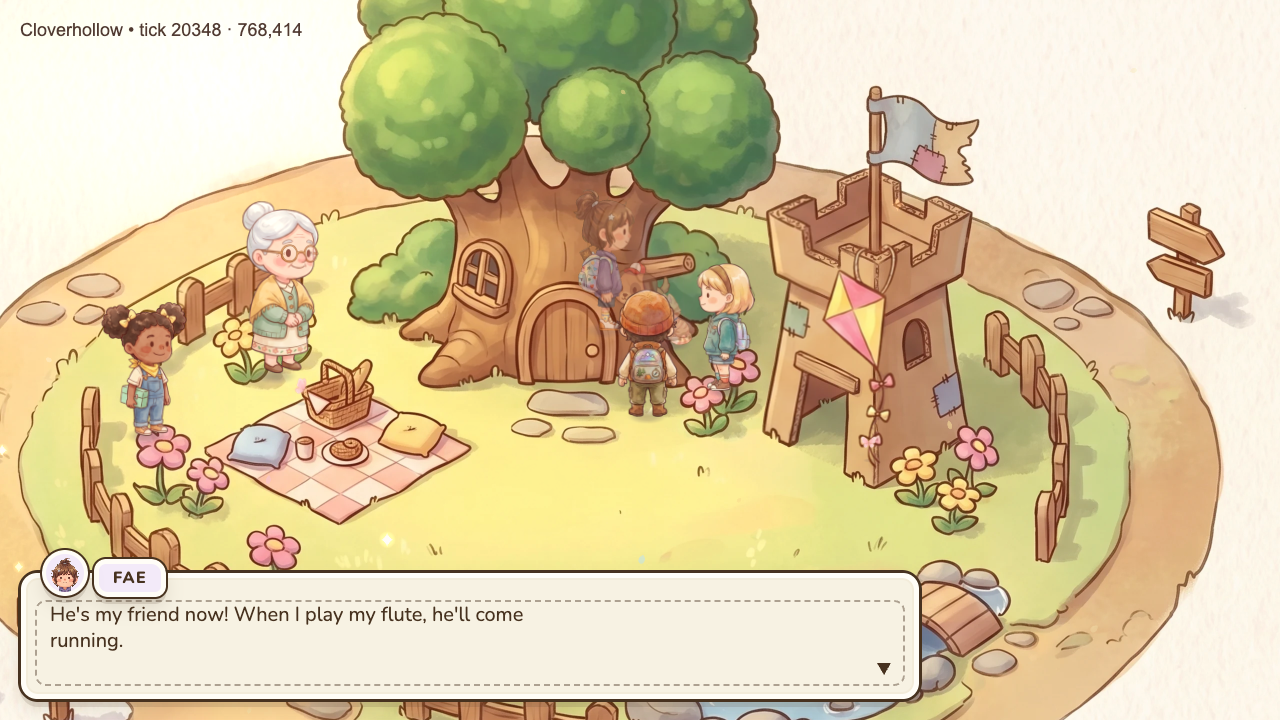 Cloverhollow • tick 20348 · 768,414
FAE
He's my friend now! When I play my flute, he'll come
running.